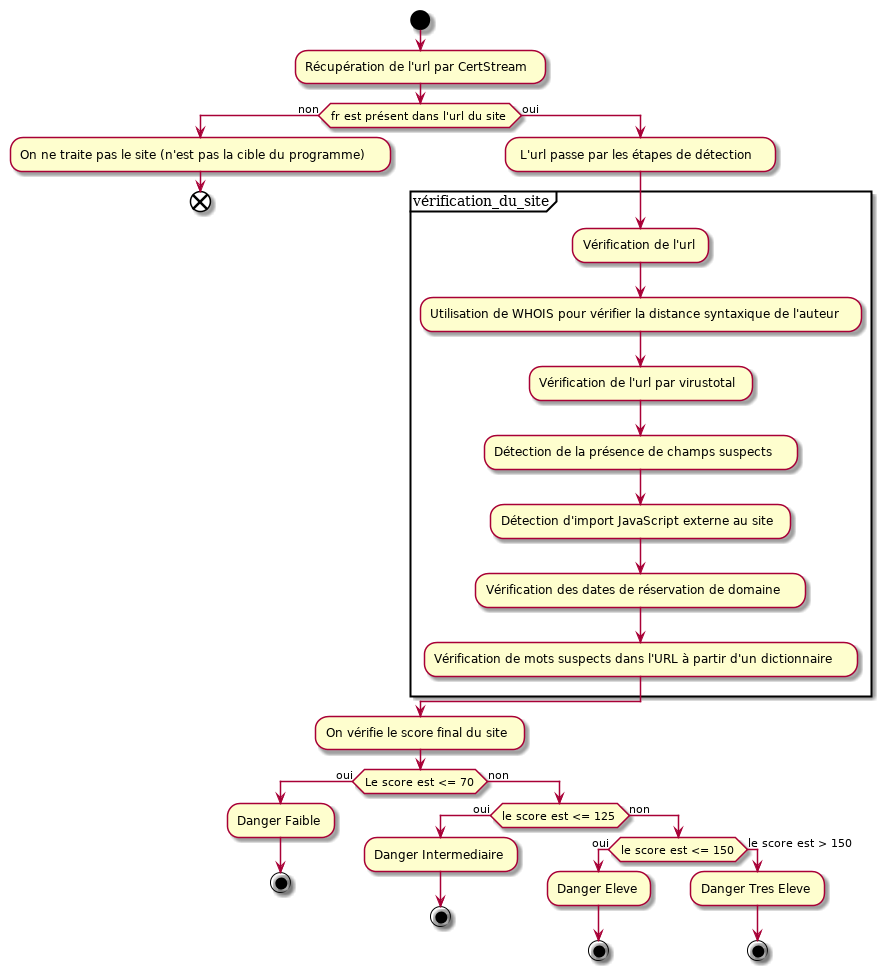 Récupération de l'url par CertStream
non
fr est présent dans l'url du site
oui
On ne traite pas le site (n'est pas la cible du programme)
L'url passe par les étapes de détection
vérification_du_site
Vérification de l'url
Utilisation de WHOIS pour vérifier la distance syntaxique de l'auteur
Vérification de l'url par virustotal
Détection de la présence de champs suspects
Détection d'import JavaScript externe au site
Vérification des dates de réservation de domaine
Vérification de mots suspects dans l'URL à partir d'un dictionnaire
On vérifie le score final du site
oui
Le score est <= 70
non
Danger Faible
oui
le score est <= 125
non
Danger Intermediaire
oui
le score est <= 150
le score est > 150
Danger Eleve
Danger Tres Eleve